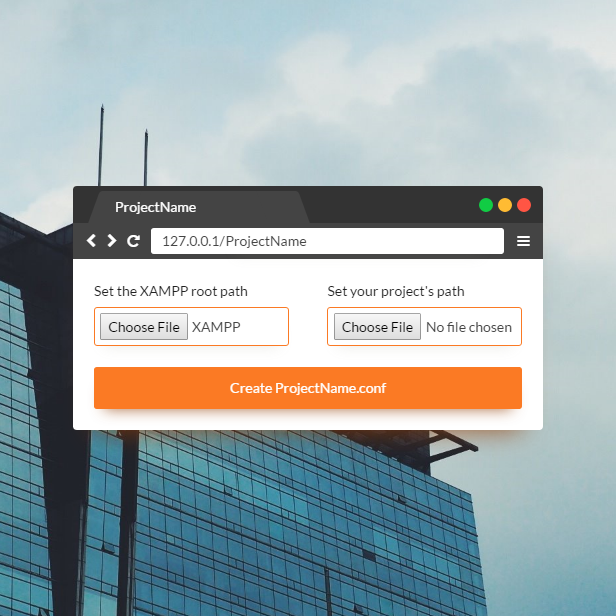 ProjectName
127.0.0.1/ProjectName
Set the XAMPP root path
Set your project's path
Choose File XAMPP
Choose File No file chosen
Create ProjectName.conf